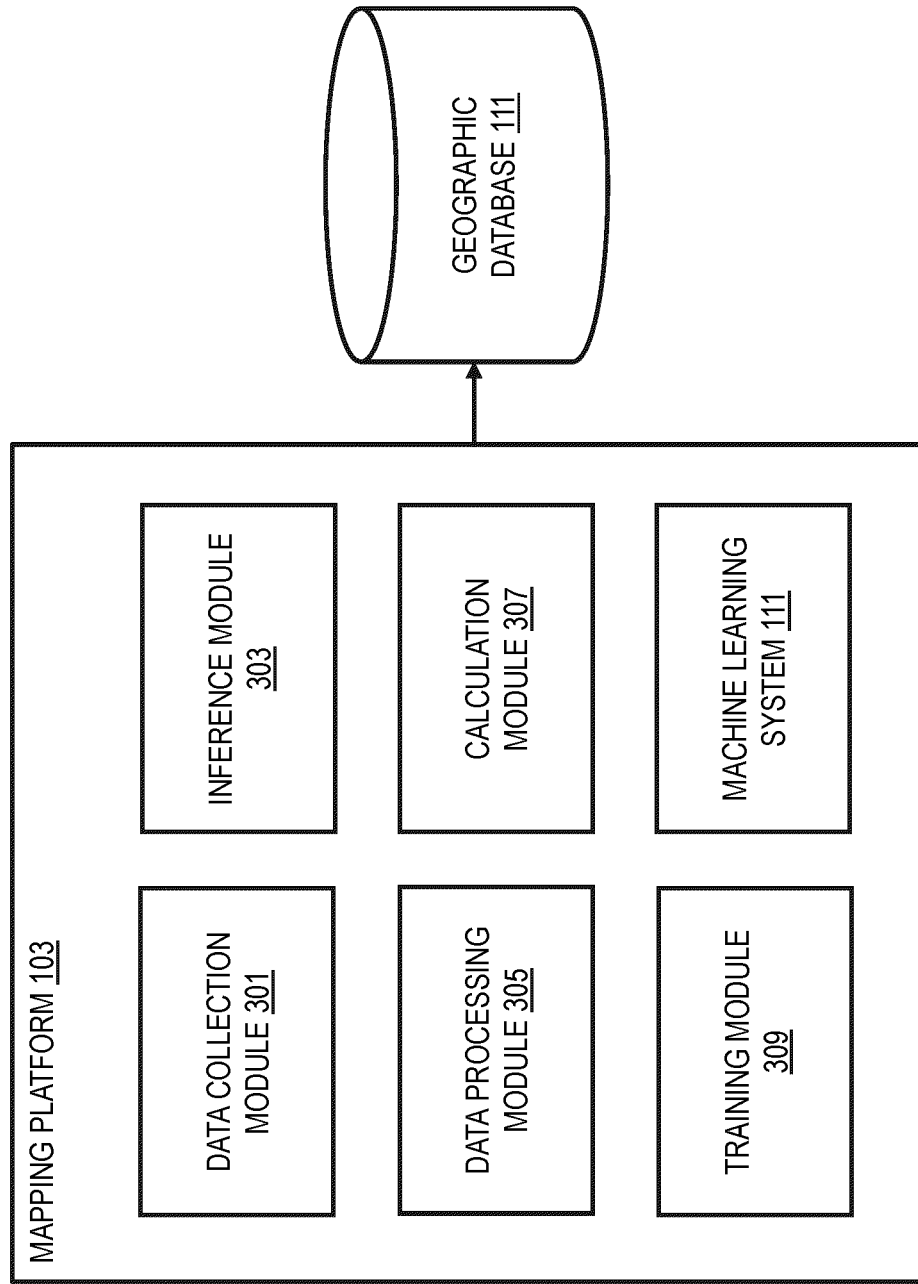 MAPPING PLATFORM 103
DATA COLLECTION
MODULE 301
INFERENCE MODULE
303
DATA PROCESSING
MODULE 305
CALCULATION
MODULE 307
TRAINING MODULE
309
MACHINE LEARNING
SYSTEM 111
GEOGRAPHIC
DATABASE 111